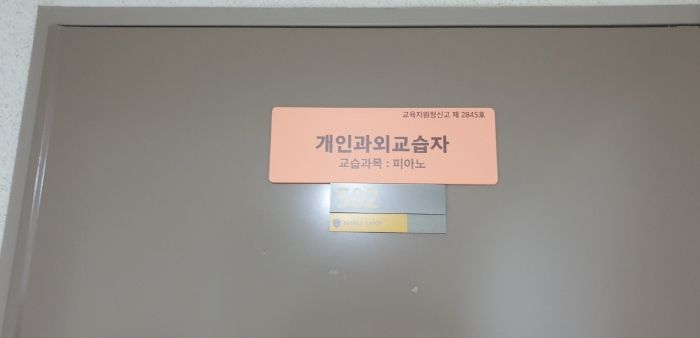 교육지원청신고 제 2845호
개인과외교습자
교습과목 : 피아노
502